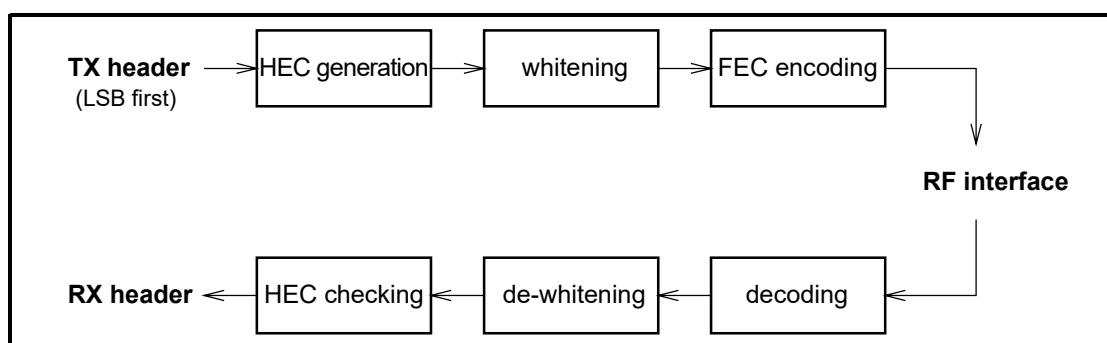 TX header
(LSB first)
HEC generation
whitening
FEC encoding
RF interface
RX header
HEC checking
de-whitening
decoding